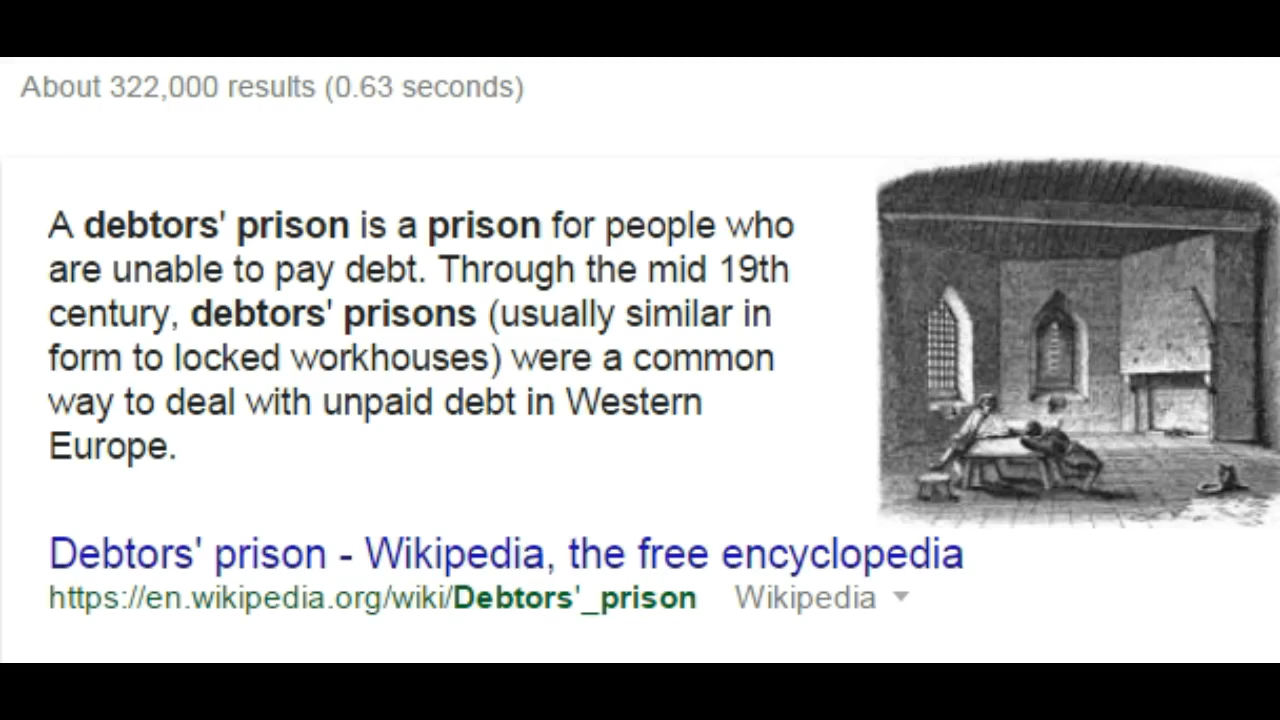 About 322,000 results (0.63 seconds)
A debtors' prison is a prison for people who
are unable to pay debt. Through the mid 19th
century, debtors' prisons (usually similar in
form to locked workhouses) were a common
way to deal with unpaid debt in Western
Europe.
Debtors' prison - Wikipedia, the free encyclopedia
https://en.wikipedia.org/wiki/Debtors'_prison Wikipedia